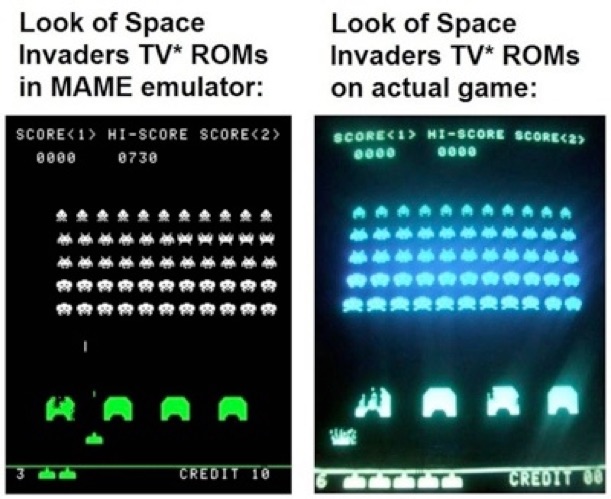 Look of Space
Invaders TV* ROMs
in MAME emulator:
SCORE<1> HI-SCORE SCORE<2>
0000 0730
3 CREDIT 10
Look of Space
Invaders TV* ROMs
on actual game:
SCORE<1> HI-SCORE SCORE<2>
0000 0000
6 CREDIT 00